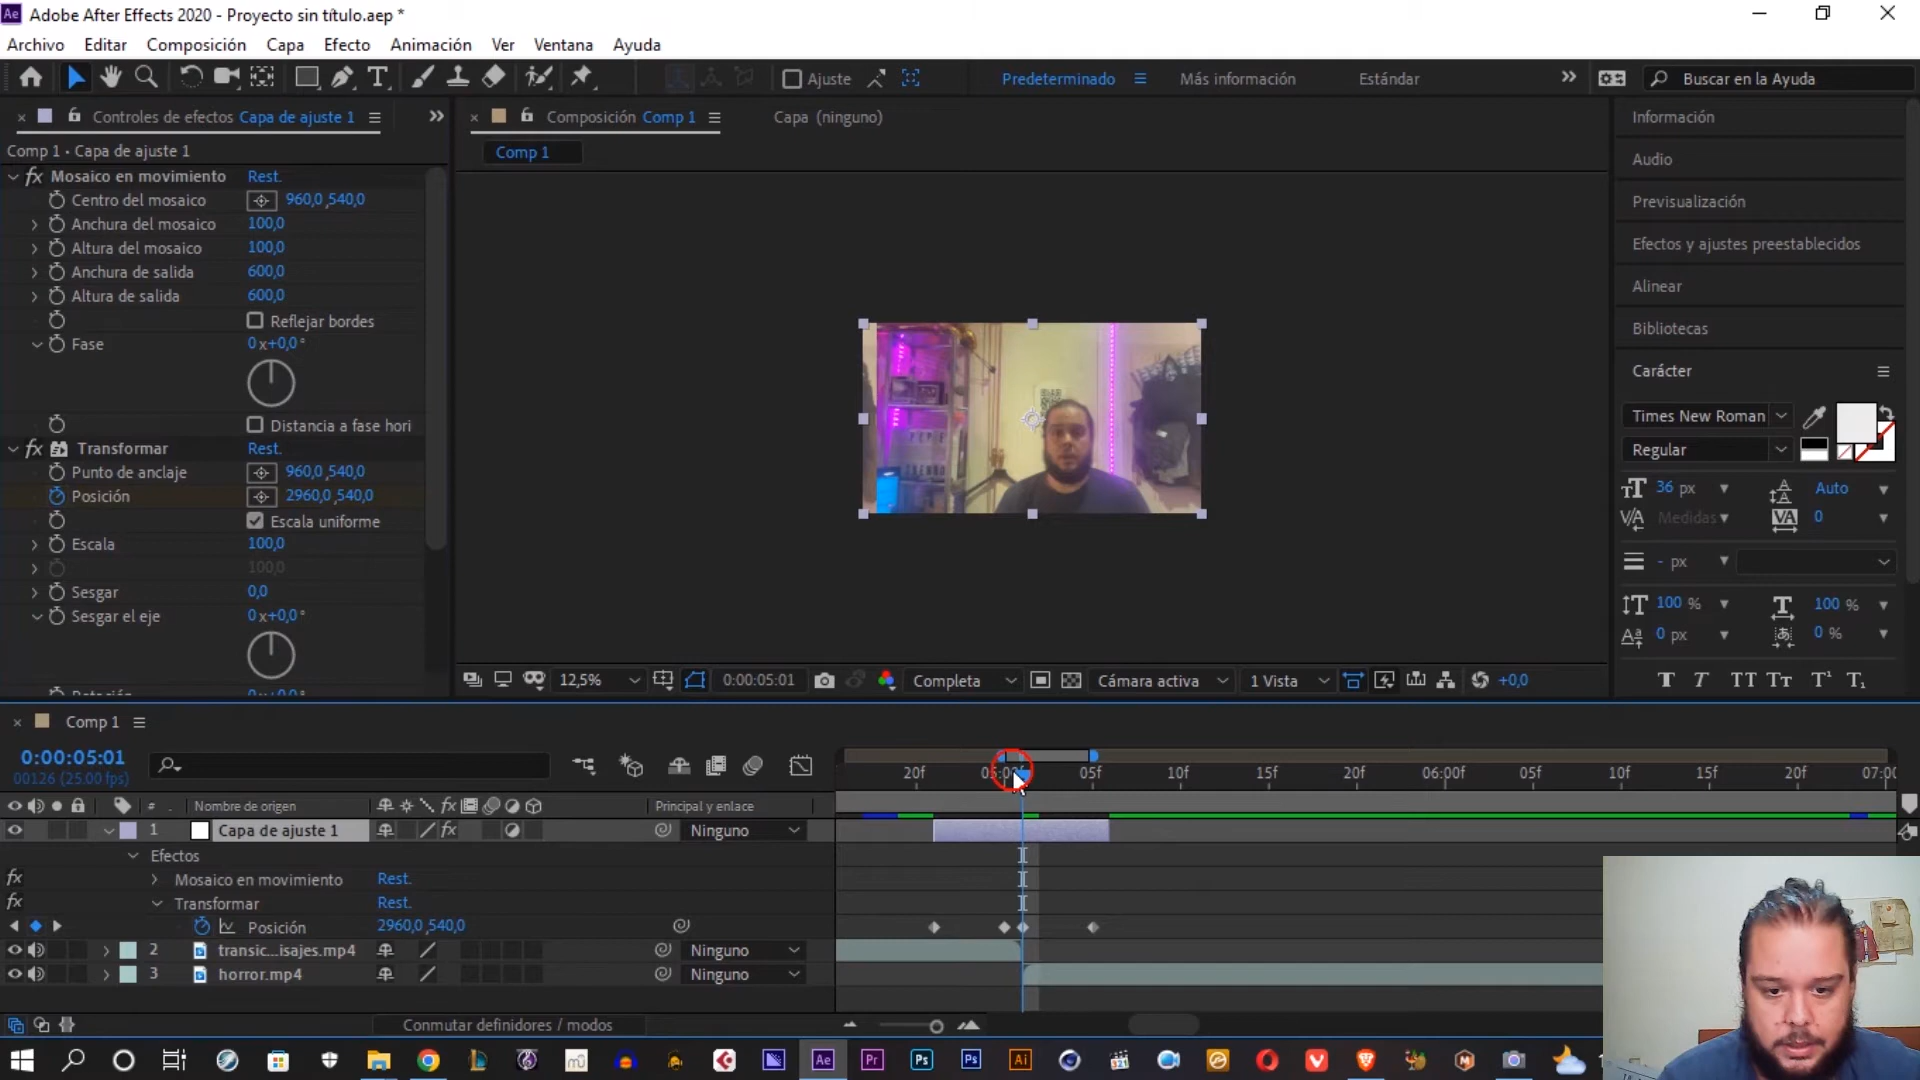 Adobe After Effects 2020 - Proyecto sin título.aep *
Archivo Editar Composición Capa Efecto Animación Ver Ventana Ayuda
Ajuste Predeterminado Más información Estándar Buscar en la Ayuda
Controles de efectos Capa de ajuste 1
Comp 1 • Capa de ajuste 1
Mosaico en movimiento Rest.
Centro del mosaico 960,0 ,540,0
Anchura del mosaico 100,0
Altura del mosaico 100,0
Anchura de salida 600,0
Altura de salida 600,0
Reflejar bordes
Fase 0 x+0,0 °
Distancia a fase hori
Transformar Rest.
Punto de anclaje 960,0 ,540,0
Posición 2960,0 ,540,0
Escala uniforme
Escala 100,0
100,0
Sesgar 0,0
Sesgar el eje 0 x+0,0 °
Composición Comp 1 Capa (ninguno)
Comp 1
12,5% 0:00:05:01 Completa Cámara activa 1 Vista +0,0
Información
Audio
Previsualización
Efectos y ajustes preestablecidos
Alinear
Bibliotecas
Carácter
Times New Roman
Regular
36 px Auto
Medidas 0
- px
100 % 100 %
0 px 0 %
T T TT Tт T¹ T₁
Comp 1
0:00:05:01
00126 (25.00 fps)
20f 05f 10f 15f 20f 06:00f 05f 10f 15f 20f 07:00
# Nombre de origen Principal y enlace
1 Capa de ajuste 1 Ninguno
Efectos
Mosaico en movimiento Rest.
Transformar Rest.
Posición 2960,0 ,540,0
2 transic...isajes.mp4 Ninguno
3 horror.mp4 Ninguno
Conmutar definidores / modos